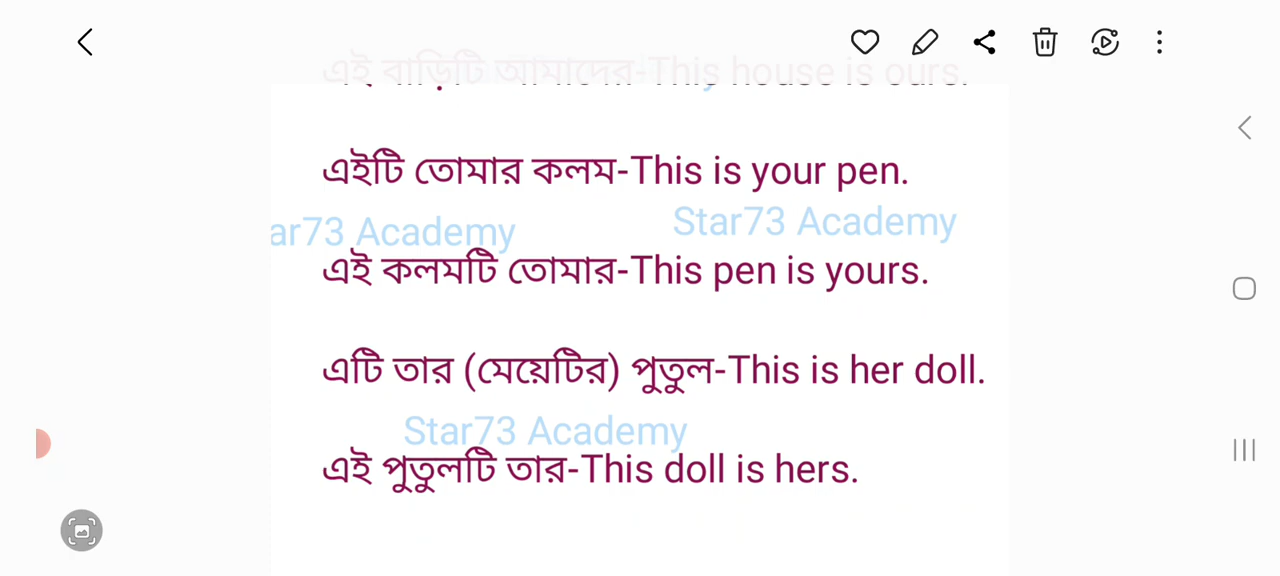 এই বাড়িটি আমাদের-This house is ours.
এইটি তোমার কলম-This is your pen.
ar73 Academy
Star73 Academy
এই কলমটি তোমার-This pen is yours.
এটি তার (মেয়েটির) পুতুল-This is her doll.
Star73 Academy
এই পুতুলটি তার-This doll is hers.